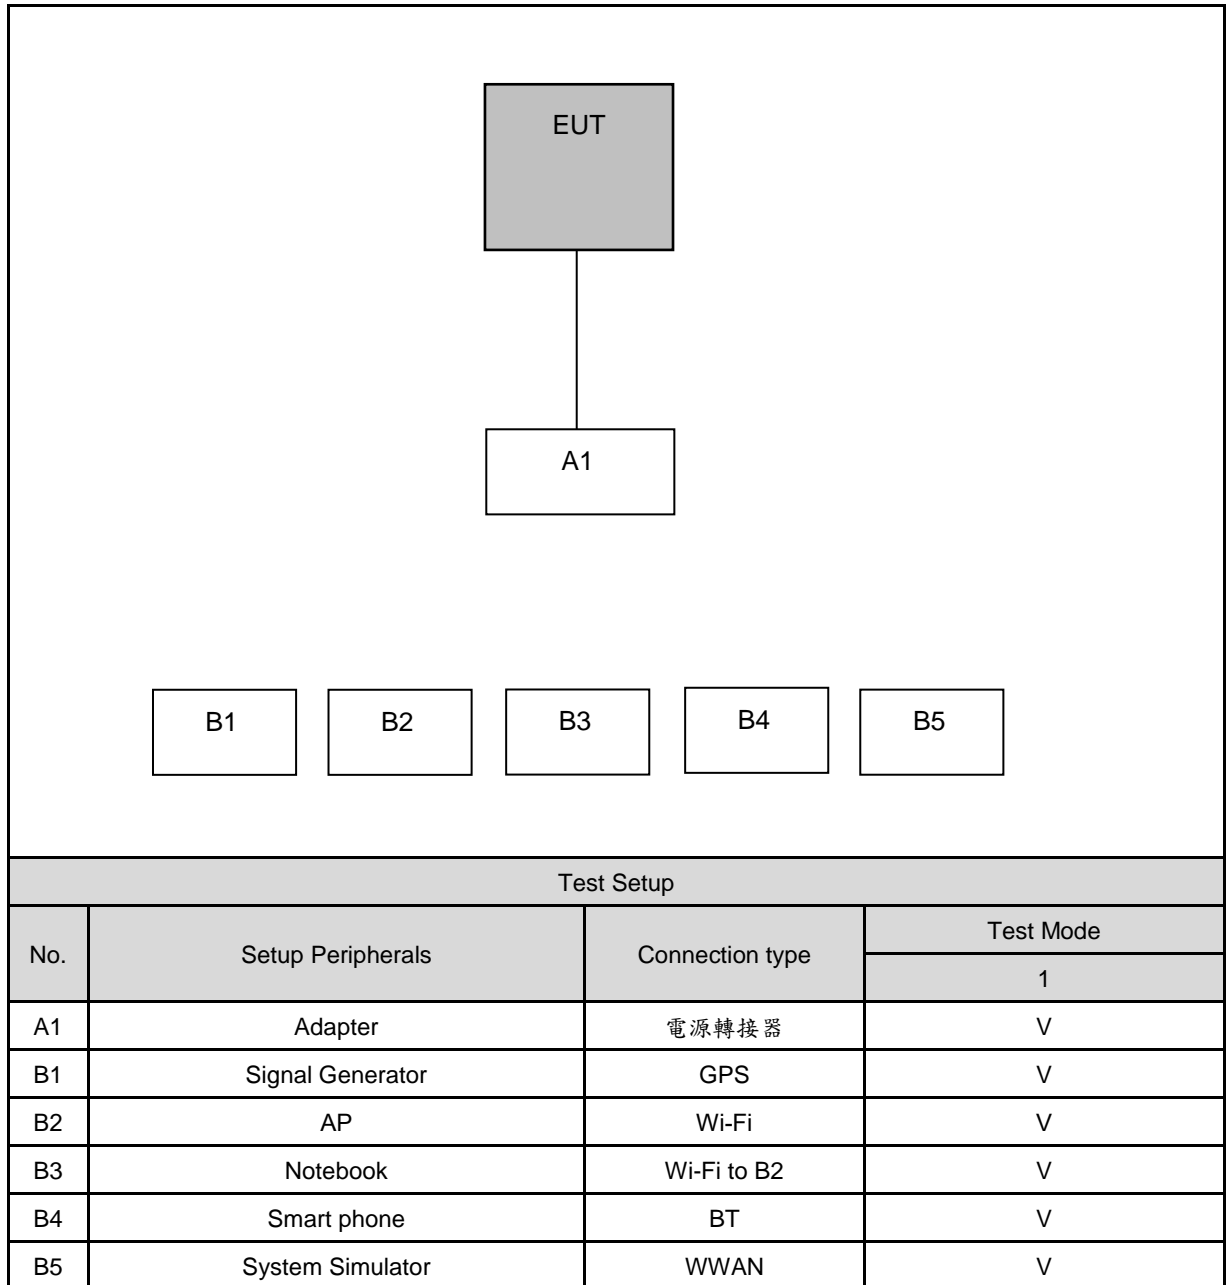 EUT
A1
B1 B2 B3 B4 B5
Test Setup
No. Setup Peripherals Connection type Test Mode
1
A1 Adapter 電源轉接器 V
B1 Signal Generator GPS V
B2 AP Wi-Fi V
B3 Notebook Wi-Fi to B2 V
B4 Smart phone BT V
B5 System Simulator WWAN V